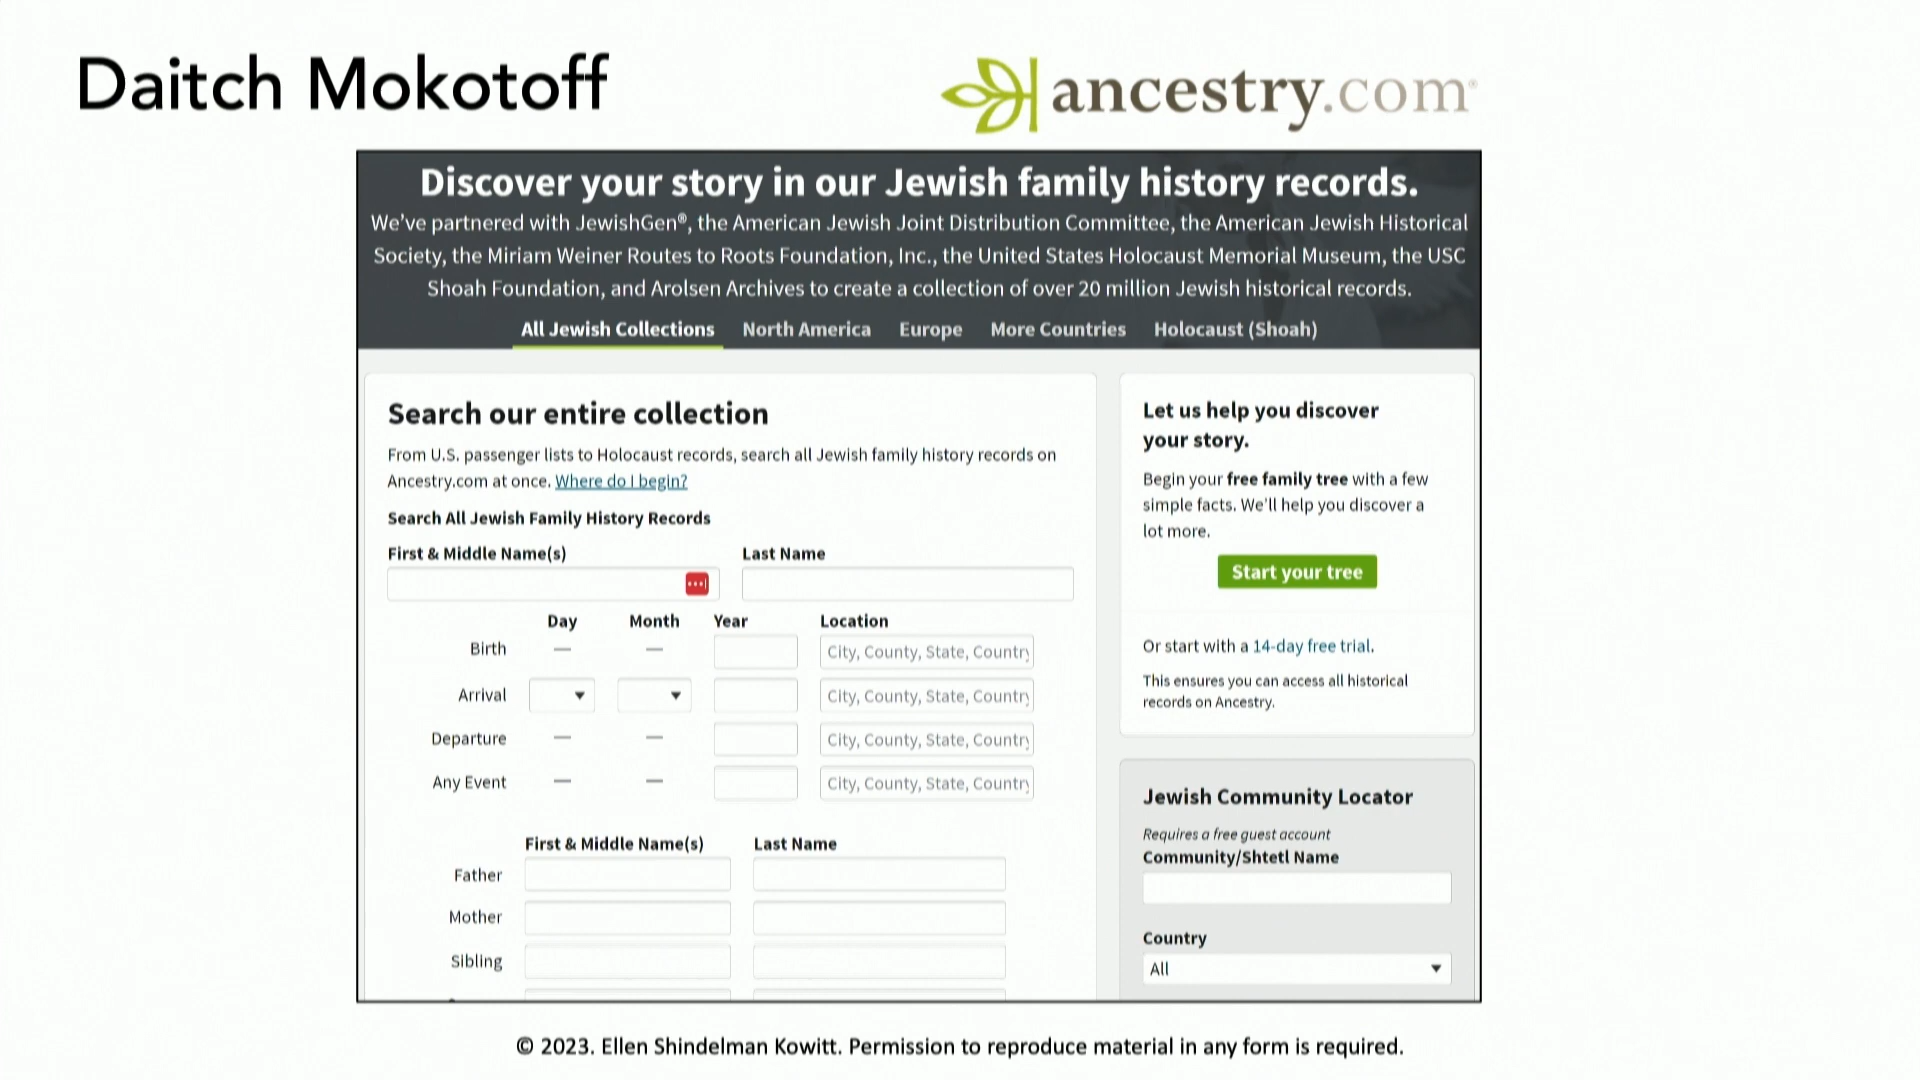 Daitch Mokotoff
ancestry.com®
Discover your story in our Jewish family history records.
We've partnered with JewishGen®, the American Jewish Joint Distribution Committee, the American Jewish Historical
Society, the Miriam Weiner Routes to Roots Foundation, Inc., the United States Holocaust Memorial Museum, the USC
Shoah Foundation, and Arolsen Archives to create a collection of over 20 million Jewish historical records.
All Jewish Collections North America Europe More Countries Holocaust (Shoah)
Search our entire collection
From U.S. passenger lists to Holocaust records, search all Jewish family history records on
Ancestry.com at once. Where do I begin?
Search All Jewish Family History Records
First & Middle Name(s) Last Name
Day Month Year Location
Birth — — City, County, State, Country
Arrival City, County, State, Country
Departure — — City, County, State, Country
Any Event — — City, County, State, Country
First & Middle Name(s) Last Name
Father
Mother
Sibling
Let us help you discover
your story.
Begin your free family tree with a few
simple facts. We'll help you discover a
lot more.
Start your tree
Or start with a 14-day free trial.
This ensures you can access all historical
records on Ancestry.
Jewish Community Locator
Requires a free guest account
Community/Shtetl Name
Country
All
© 2023. Ellen Shindelman Kowitt. Permission to reproduce material in any form is required.